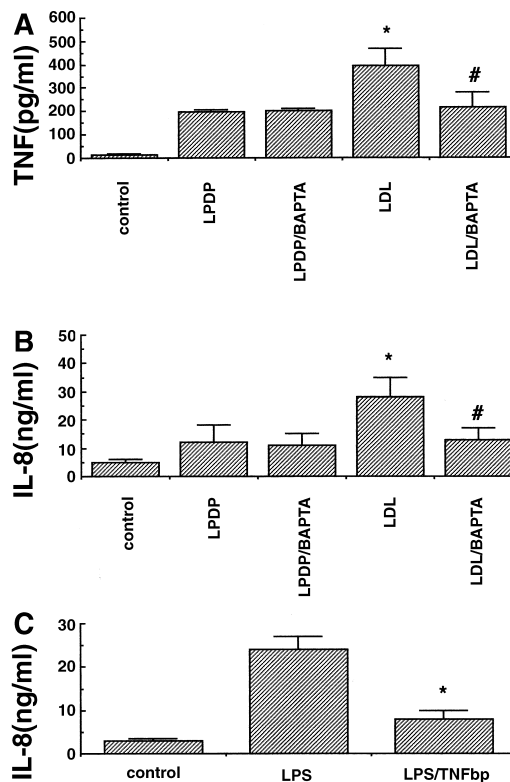 A
TNF(pg/ml)
600
500
400
300
200
100
0
*
#
control
LPDP
LPDP/BAPTA
LDL
LDL/BAPTA
B
IL-8(ng/ml)
50
40
30
20
10
0
*
#
control
LPDP
LPDP/BAPTA
LDL
LDL/BAPTA
C
IL-8(ng/ml)
30
20
10
0
*
control
LPS
LPS/TNFbp